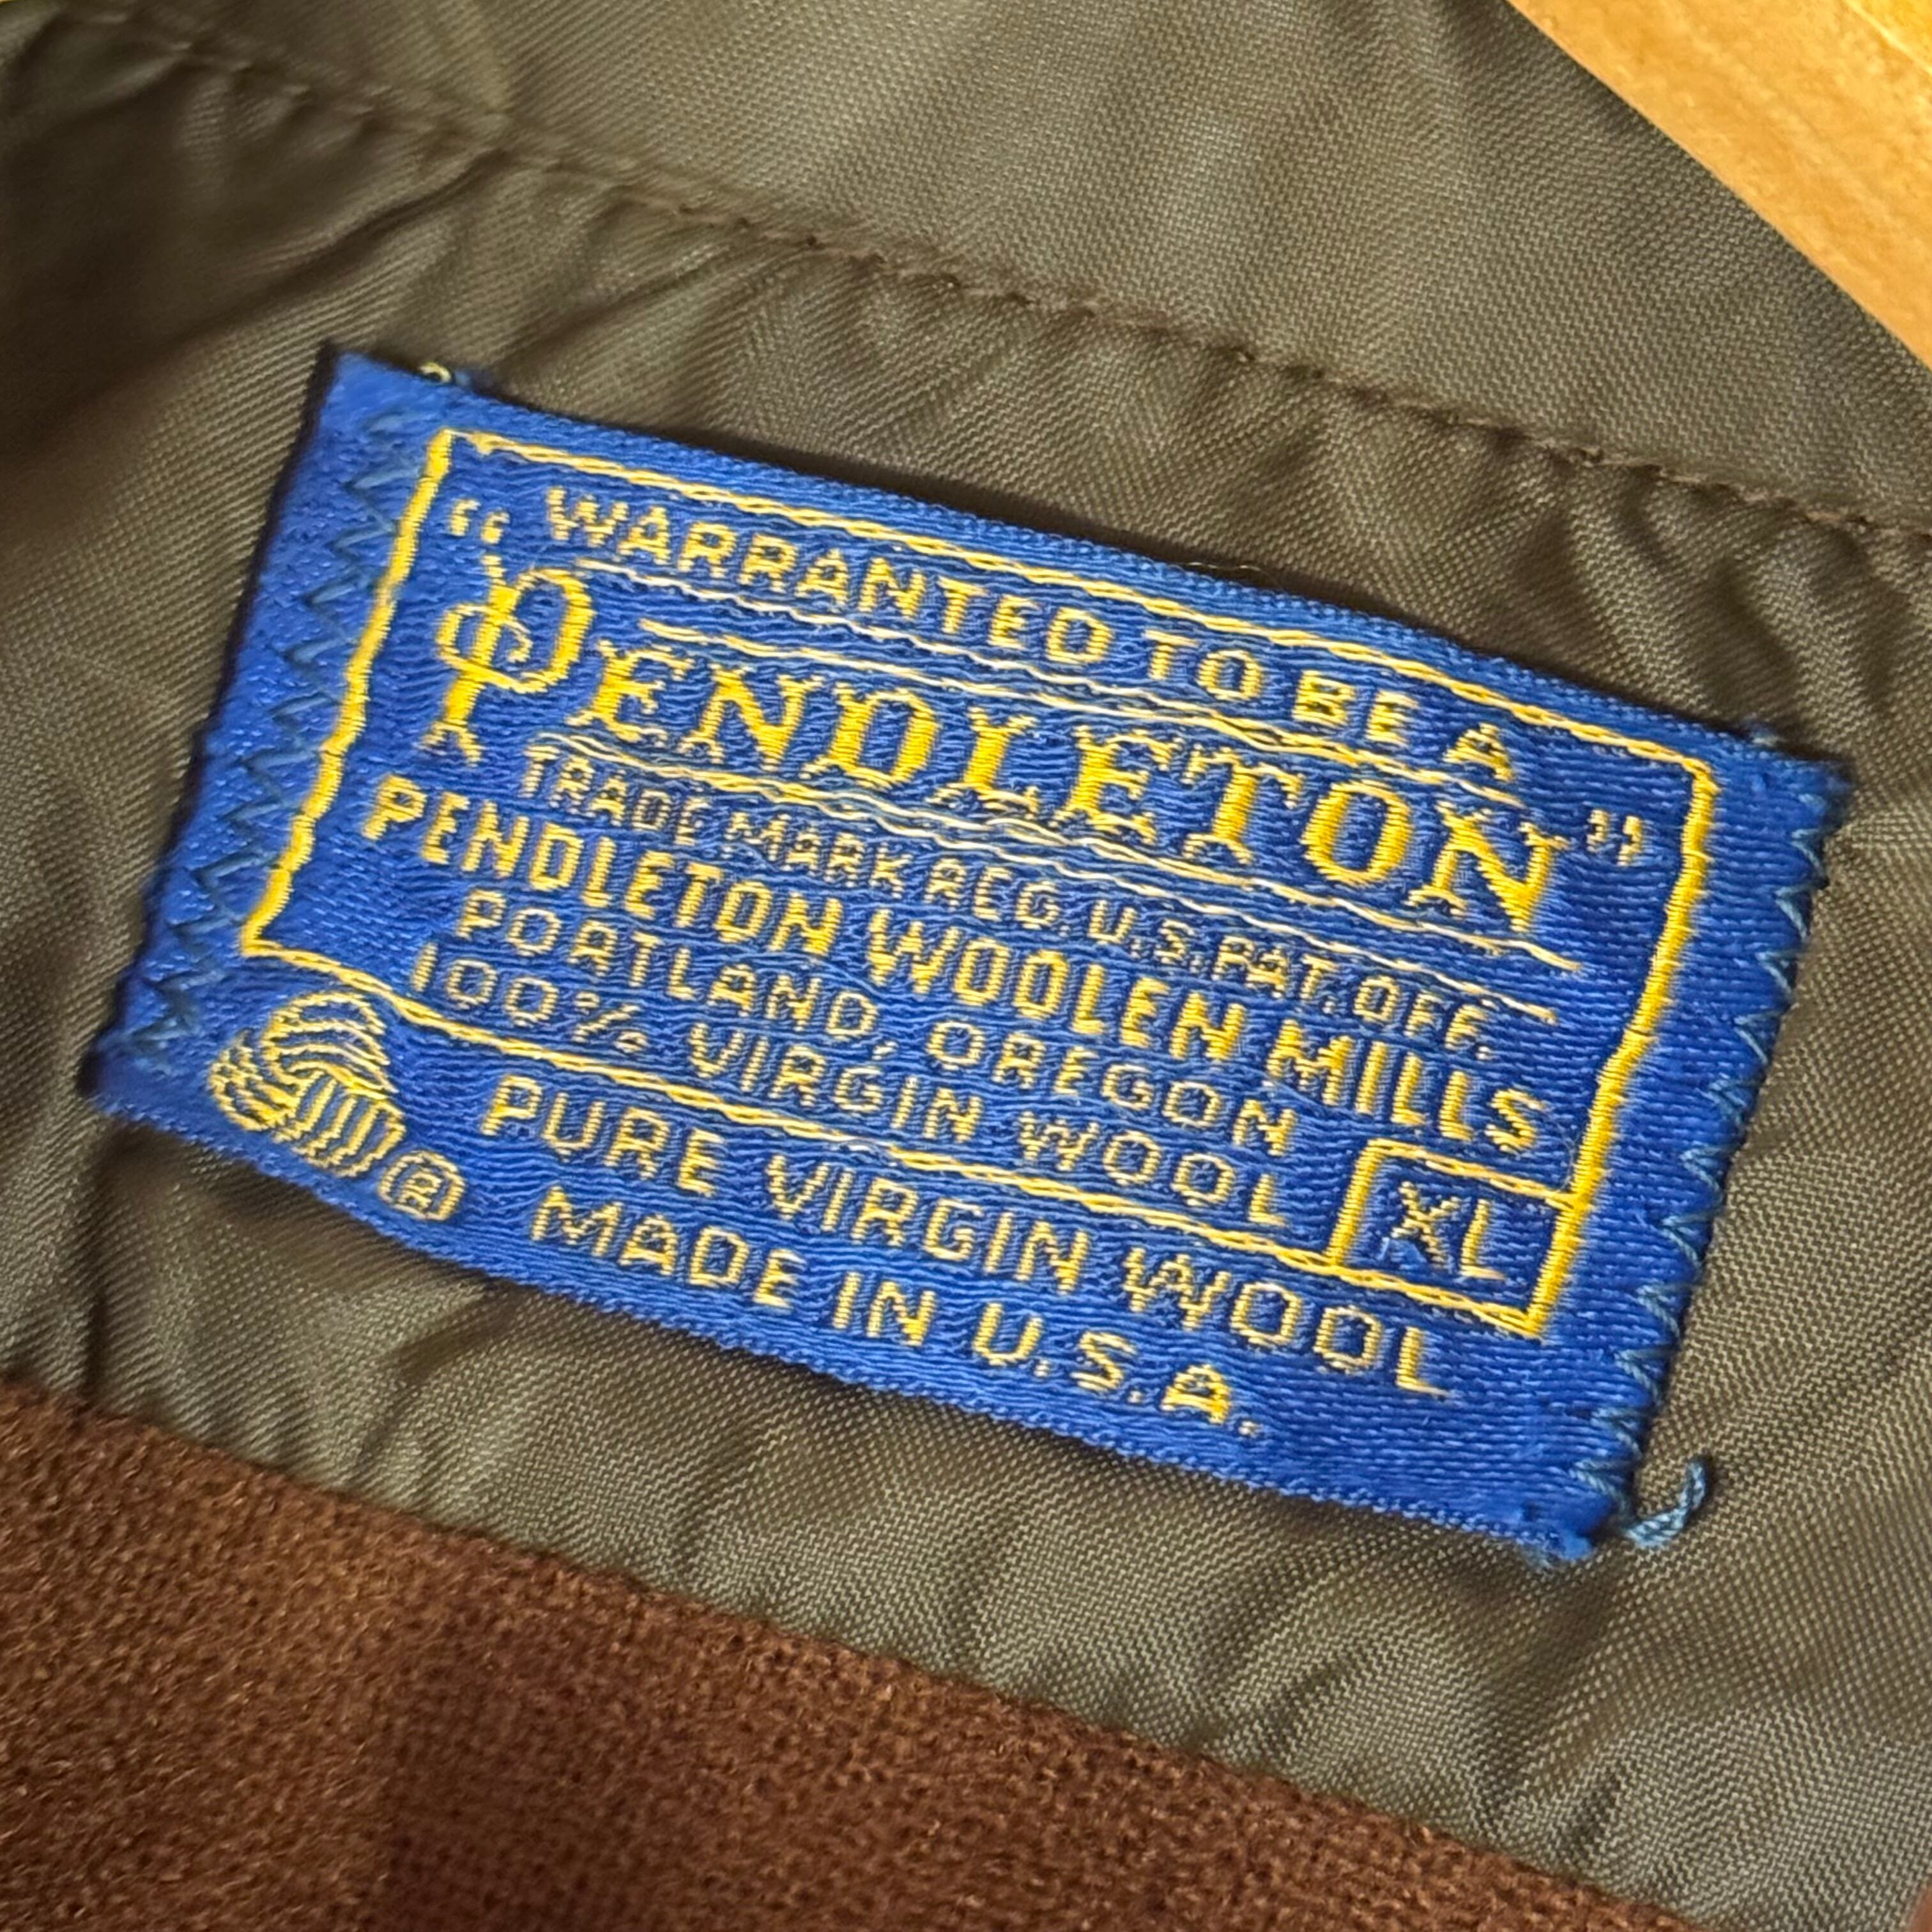 “WARRANTED TO BE A
PENDLETON”
TRADE MARK REG. U.S. PAT. OFF.
PENDLETON WOOLEN MILLS
PORTLAND, OREGON
100% VIRGIN WOOL
XL
PURE VIRGIN WOOL
® MADE IN U.S.A.